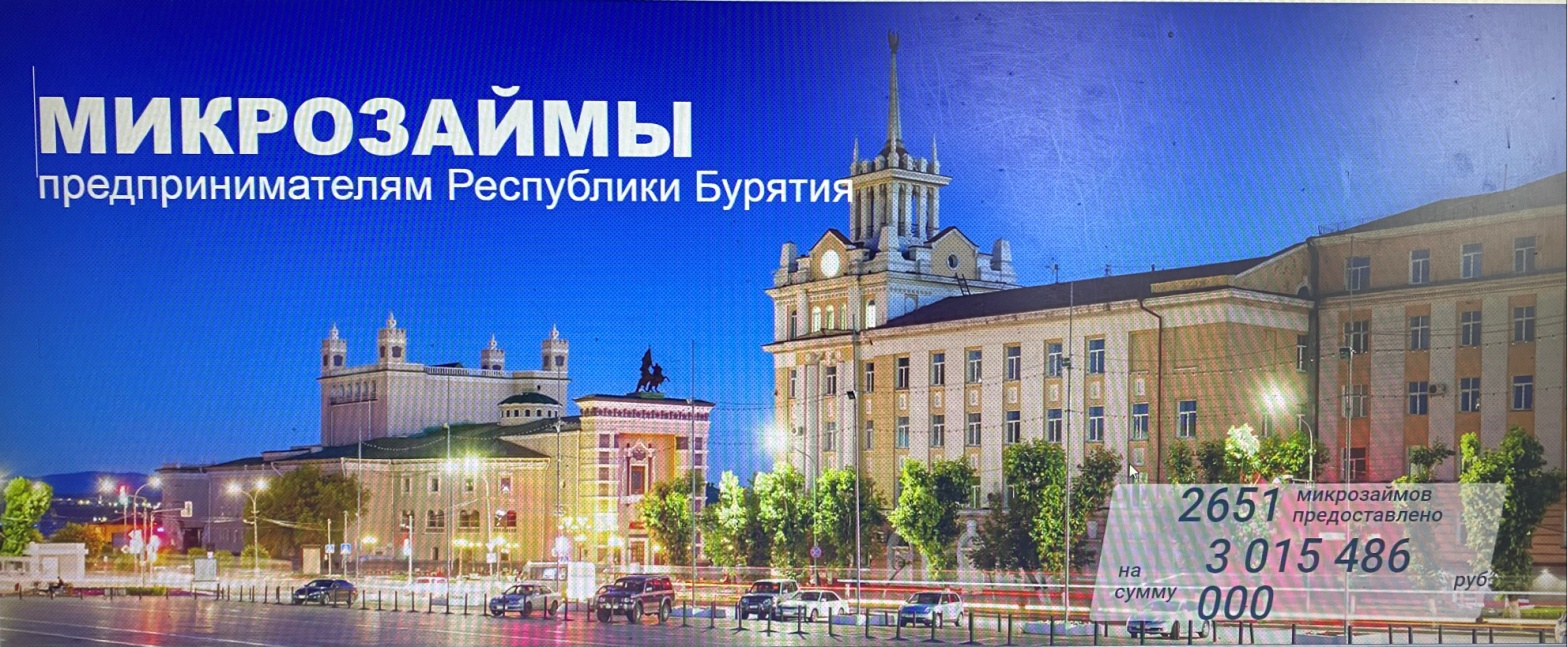 МИКРОЗАЙМЫ
предпринимателям Республики Бурятия
2651 микрозаймов
предоставлено
на
сумму
3 015 486
000
руб.